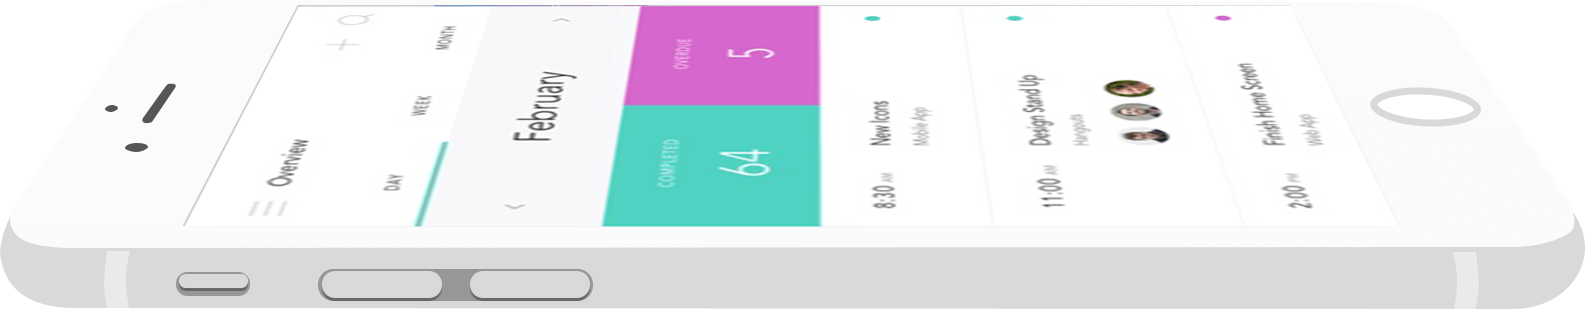 Overview
DAY WEEK MONTH
February
COMPLETED OVERDUE
64 5
8:30 AM New Icons
Mobile App
11:00 AM Design Stand Up
Hangouts
2:00 PM Finish Home Screen
Web App